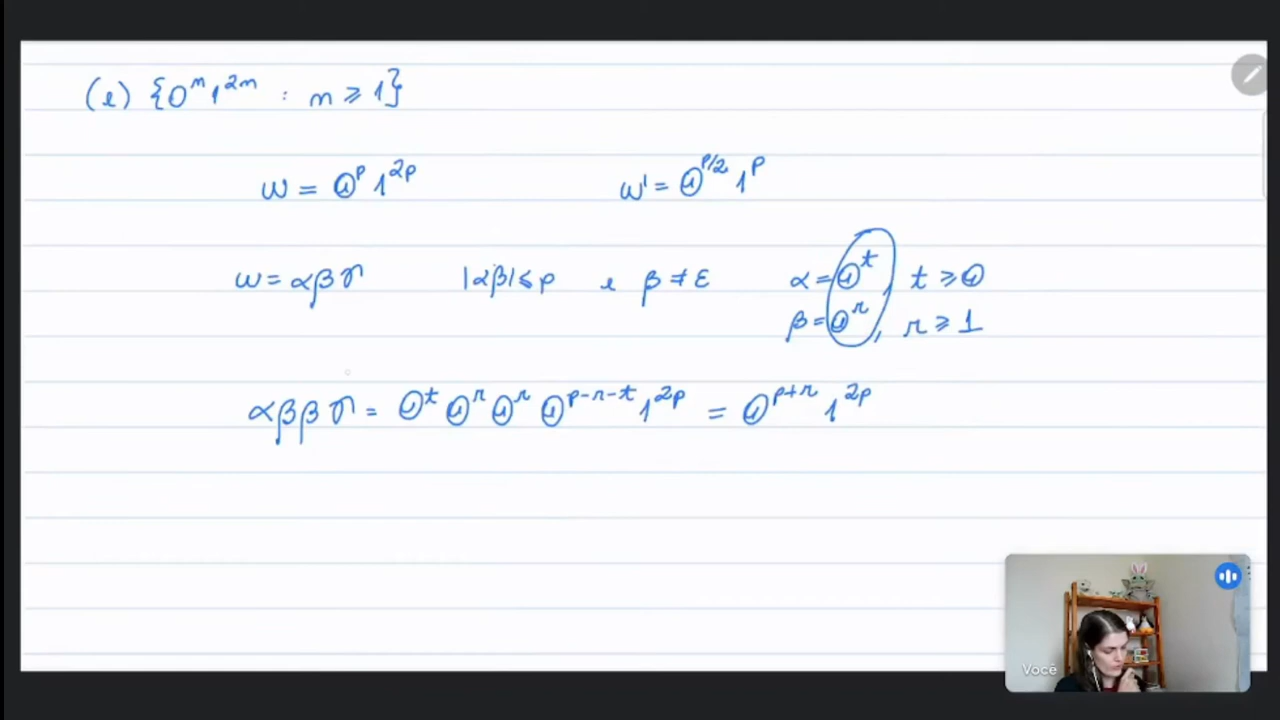 (e) {0^n 1^{2n} : n ⩾ 1}
w = 0^p 1^{2p}
w' = 0^{p/2} 1^p
w = αβγ |αβ| ⩽ p e β ≠ ε α = 0^t, t ⩾ 0
β = 0^r, r ⩾ 1
αββγ = 0^t 0^r 0^r 0^{p-r-t} 1^{2p} = 0^{p+r} 1^{2p}
Você